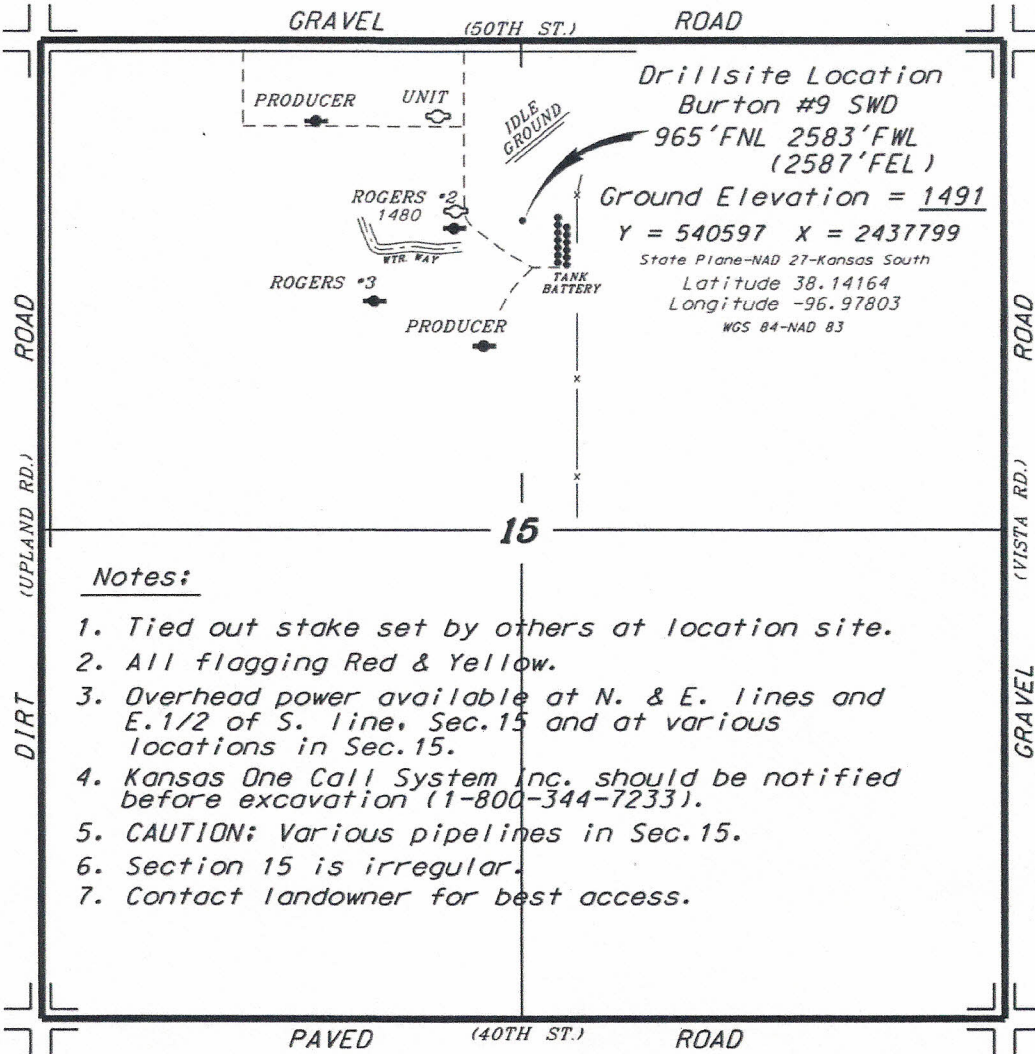 GRAVEL (50TH ST.) ROAD
Drillsite Location
Burton #9 SWD
965'FNL 2583'FWL
(2587'FEL)
Ground Elevation = 1491
Y = 540597 X = 2437799
State Plane-NAD 27-Kansas South
Latitude 38.14164
Longitude -96.97803
WGS 84-NAD 83
PRODUCER
UNIT
IDLE
GROUND
ROGERS #2
1480
WTR. WAY
ROGERS #3
TANK
BATTERY
PRODUCER
DIRT (UPLAND RD.) ROAD
GRAVEL (VISTA RD.) ROAD
15
Notes:
1. Tied out stake set by others at location site.
2. All flagging Red & Yellow.
3. Overhead power available at N. & E. lines and
E.1/2 of S. line, Sec.15 and at various
locations in Sec.15.
4. Kansas One Call System Inc. should be notified
before excavation (1-800-344-7233).
5. CAUTION: Various pipelines in Sec.15.
6. Section 15 is irregular.
7. Contact landowner for best access.
PAVED (40TH ST.) ROAD
x
x
x